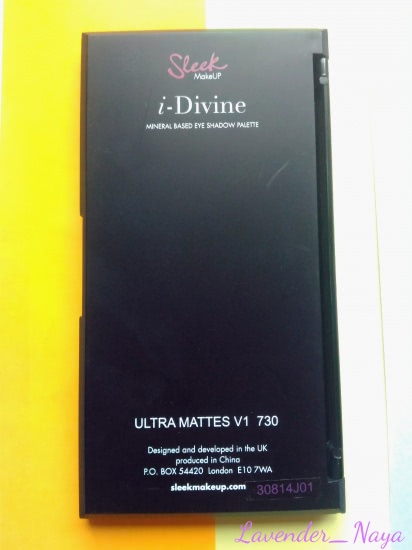 Sleek
MakeUP
i-Divine
MINERAL BASED EYE SHADOW PALETTE
ULTRA MATTES V1 730
Designed and developed in the UK
produced in China
P.O. BOX 54420 London E10 7WA
sleekmakeup.com 30814J01
Lavender_Naya